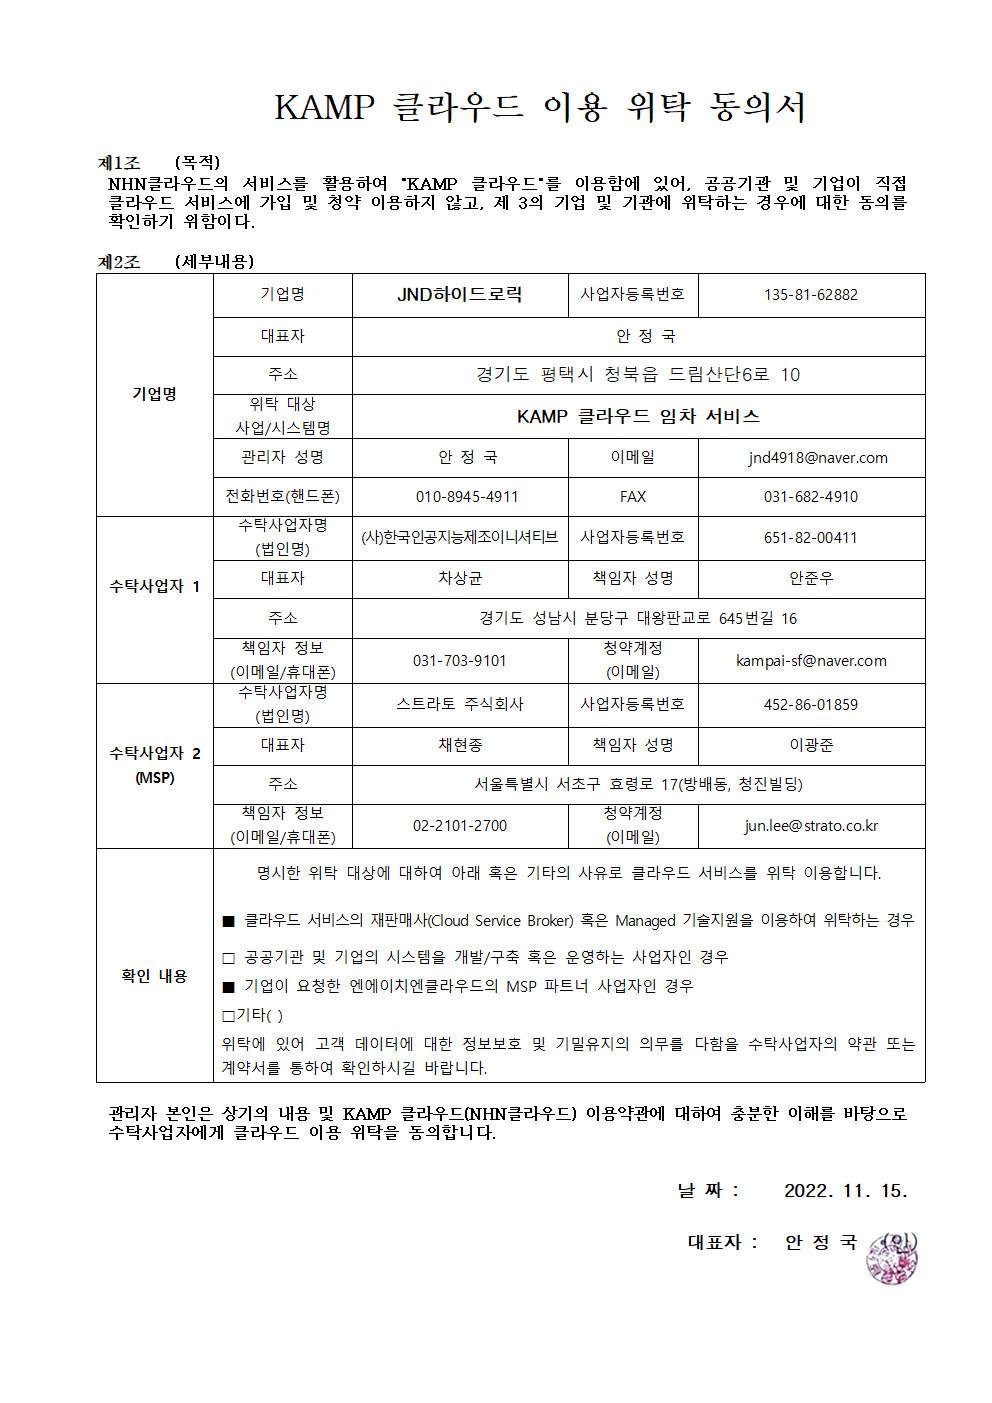 KAMP 클라우드 이용 위탁 동의서
제1조 (목적)
NHN클라우드의 서비스를 활용하여 "KAMP 클라우드"를 이용함에 있어, 공공기관 및 기업이 직접
클라우드 서비스에 가입 및 청약 이용하지 않고, 제 3의 기업 및 기관에 위탁하는 경우에 대한 동의를
확인하기 위함이다.
제2조 (세부내용)
기업명
기업명 JND하이드로릭 사업자등록번호 135-81-62882
대표자 안 정 국
주소 경기도 평택시 청북읍 드림산단6로 10
위탁 대상
사업/시스템명
KAMP 클라우드 임차 서비스
관리자 성명 안 정 국 이메일 jnd4918@naver.com
전화번호(핸드폰) 010-8945-4911 FAX 031-682-4910
수탁사업자 1
수탁사업자명
(법인명)
(사)한국인공지능제조이니셔티브 사업자등록번호 651-82-00411
대표자 차상균 책임자 성명 안준우
주소 경기도 성남시 분당구 대왕판교로 645번길 16
책임자 정보
(이메일/휴대폰)
031-703-9101
청약계정
(이메일)
kampai-sf@naver.com
수탁사업자 2
(MSP)
수탁사업자명
(법인명)
스트라토 주식회사 사업자등록번호 452-86-01859
대표자 채현종 책임자 성명 이광준
주소 서울특별시 서초구 효령로 17(방배동, 청진빌딩)
책임자 정보
(이메일/휴대폰)
02-2101-2700
청약계정
(이메일)
jun.lee@strato.co.kr
확인 내용
명시한 위탁 대상에 대하여 아래 혹은 기타의 사유로 클라우드 서비스를 위탁 이용합니다.
■ 클라우드 서비스의 재판매사(Cloud Service Broker) 혹은 Managed 기술지원을 이용하여 위탁하는 경우
□ 공공기관 및 기업의 시스템을 개발/구축 혹은 운영하는 사업자인 경우
■ 기업이 요청한 엔에이치엔클라우드의 MSP 파트너 사업자인 경우
□기타( )
위탁에 있어 고객 데이터에 대한 정보보호 및 기밀유지의 의무를 다함을 수탁사업자의 약관 또는
계약서를 통하여 확인하시길 바랍니다.
관리자 본인은 상기의 내용 및 KAMP 클라우드(NHN클라우드) 이용약관에 대하여 충분한 이해를 바탕으로
수탁사업자에게 클라우드 이용 위탁을 동의합니다.
날 짜 : 2022. 11. 15.
대표자 : 안 정 국 (인)